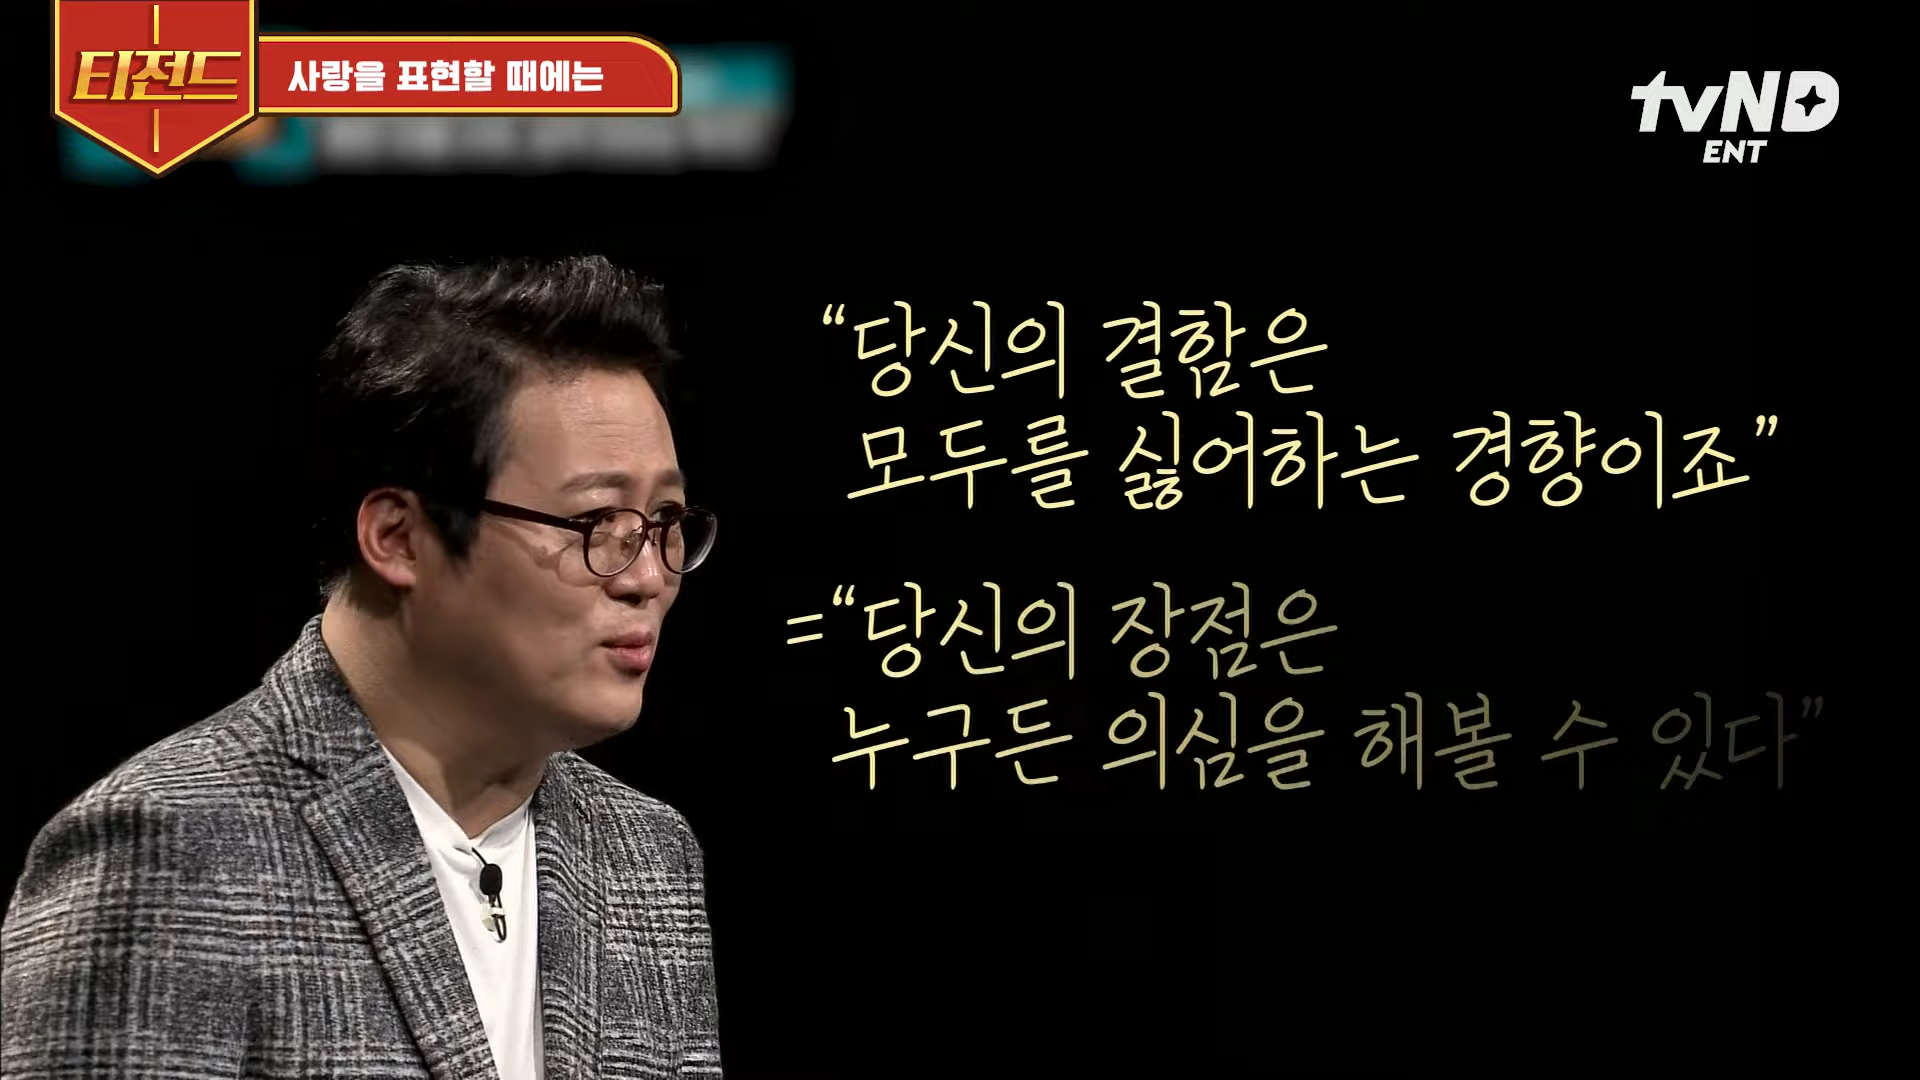 티전드
사랑을 표현할 때에는
tvND
ENT
“당신의 결함은
모두를 싫어하는 경향이죠”
=“당신의 장점은
누구든 의심을 해볼 수 있다”